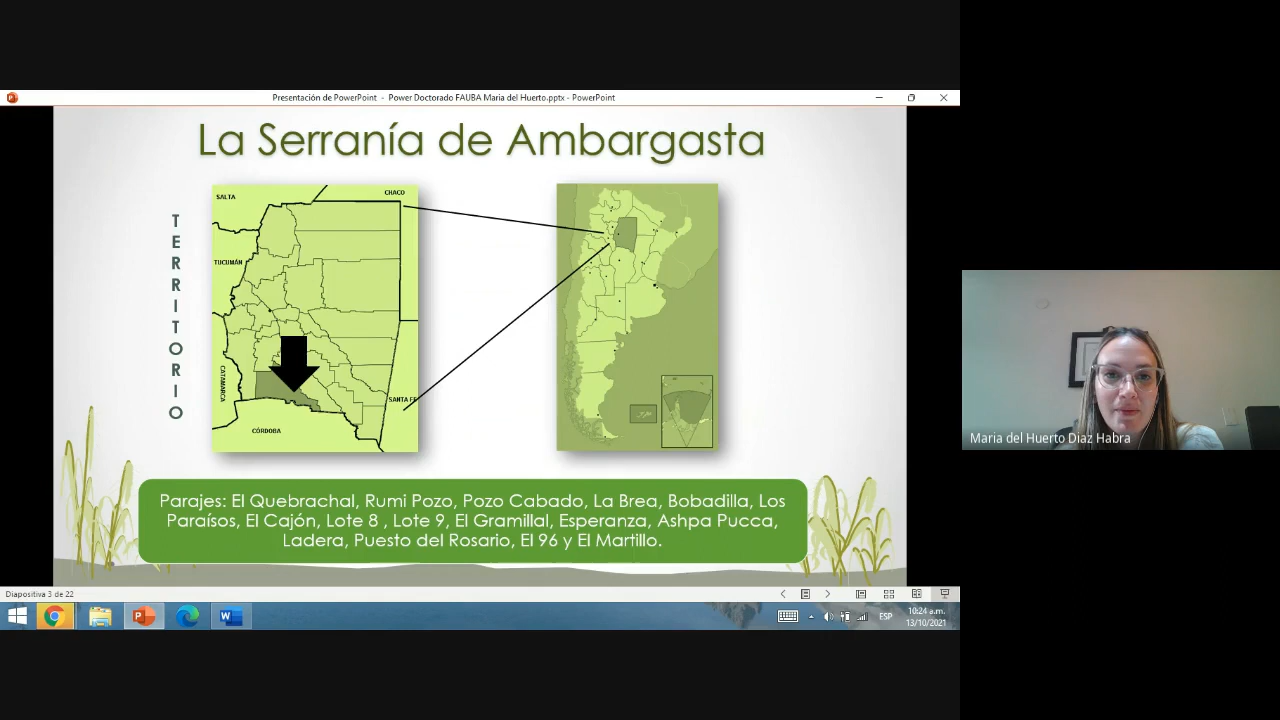 Presentación de PowerPoint - Power Doctorado FAUBA Maria del Huerto.pptx - PowerPoint
La Serranía de Ambargasta
TERRITORIO
SALTA
CHACO
TUCUMÁN
CATAMARCA
SANTA FE
CÓRDOBA
Parajes: El Quebrachal, Rumi Pozo, Pozo Cabado, La Brea, Bobadilla, Los
Paraísos, El Cajón, Lote 8 , Lote 9, El Gramillal, Esperanza, Ashpa Pucca,
Ladera, Puesto del Rosario, El 96 y El Martillo.
Maria del Huerto Diaz Habra
Diapositiva 3 de 22
ESP
10:24 a.m.
13/10/2021